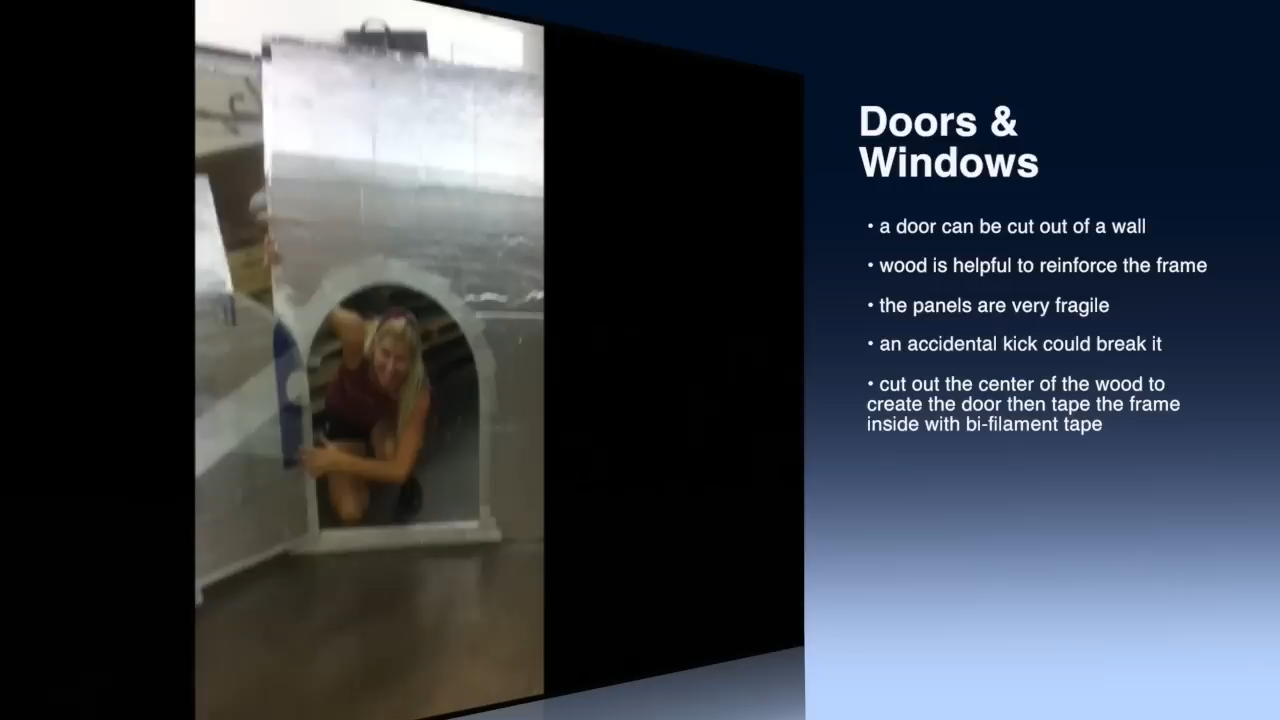 Doors &
Windows
• a door can be cut out of a wall
• wood is helpful to reinforce the frame
• the panels are very fragile
• an accidental kick could break it
• cut out the center of the wood to
create the door then tape the frame
inside with bi-filament tape